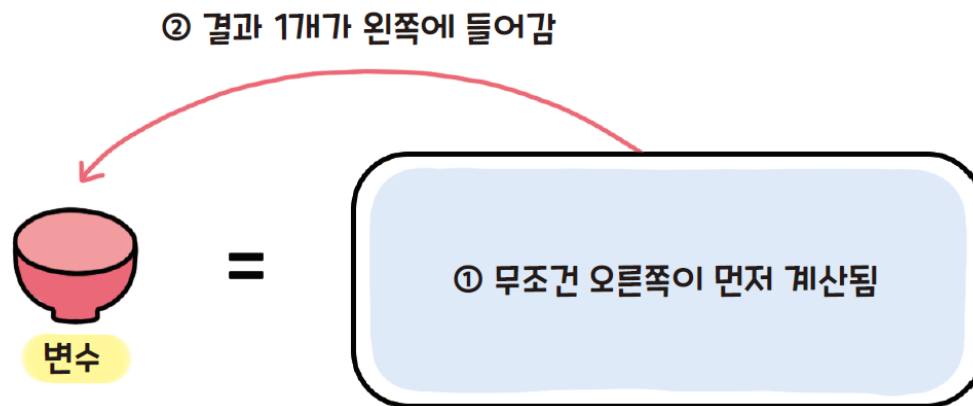 ② 결과 1개가 왼쪽에 들어감
=
① 무조건 오른쪽이 먼저 계산됨
변수